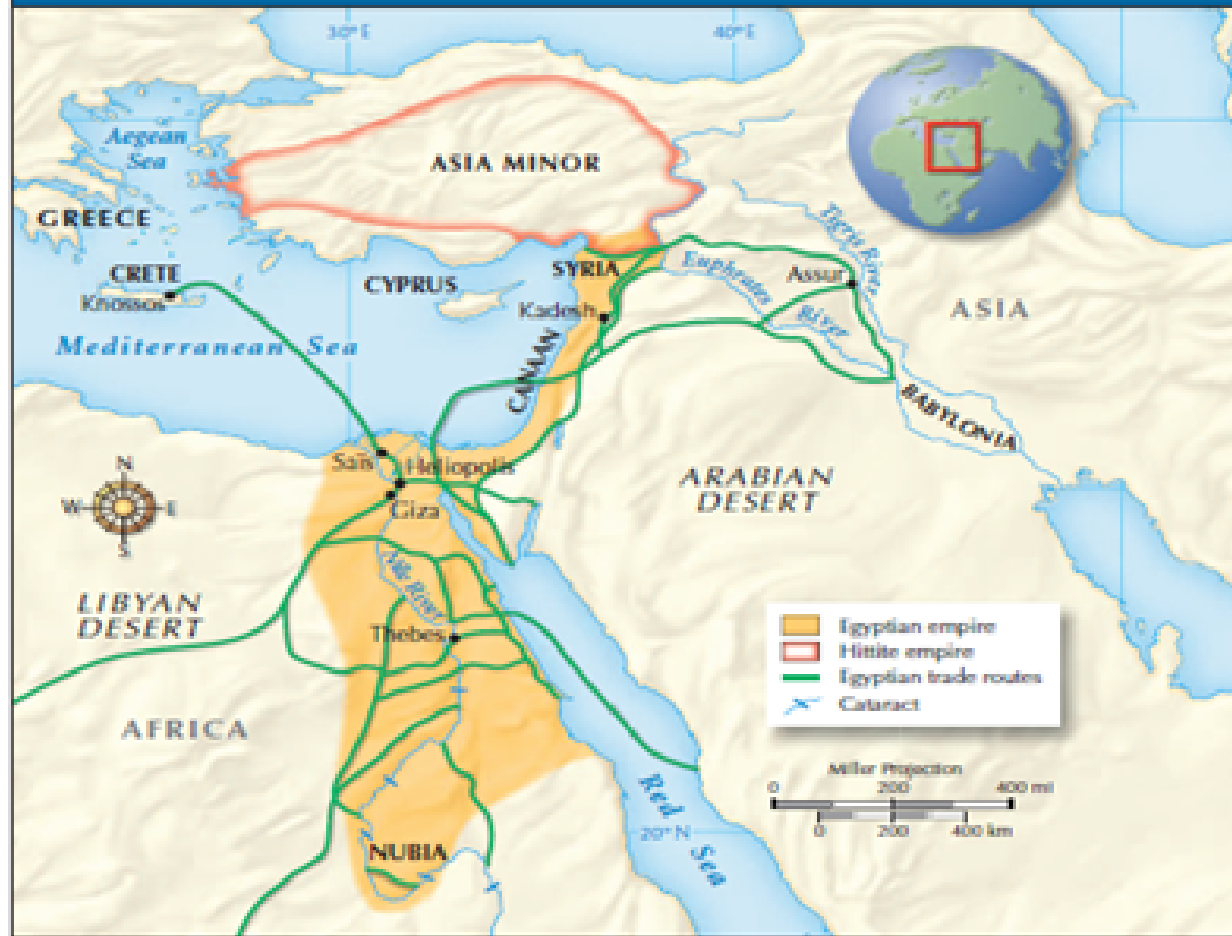 30° E
40° E
Aegean
Sea
ASIA MINOR
GREECE
CRETE
Knossos
CYPRUS
SYRIA
Kadesh
Euphrates
River
Tigris River
Assur
ASIA
Mediterranean Sea
CANAAN
BABYLONIA
Saïs
Heliopolis
Giza
N
W
E
S
ARABIAN
DESERT
LIBYAN
DESERT
Nile River
Thebes
AFRICA
NUBIA
Red Sea
20° N
Egyptian empire
Hittite empire
Egyptian trade routes
Cataract
Miller Projection
0 200 400 mi
0 200 400 km